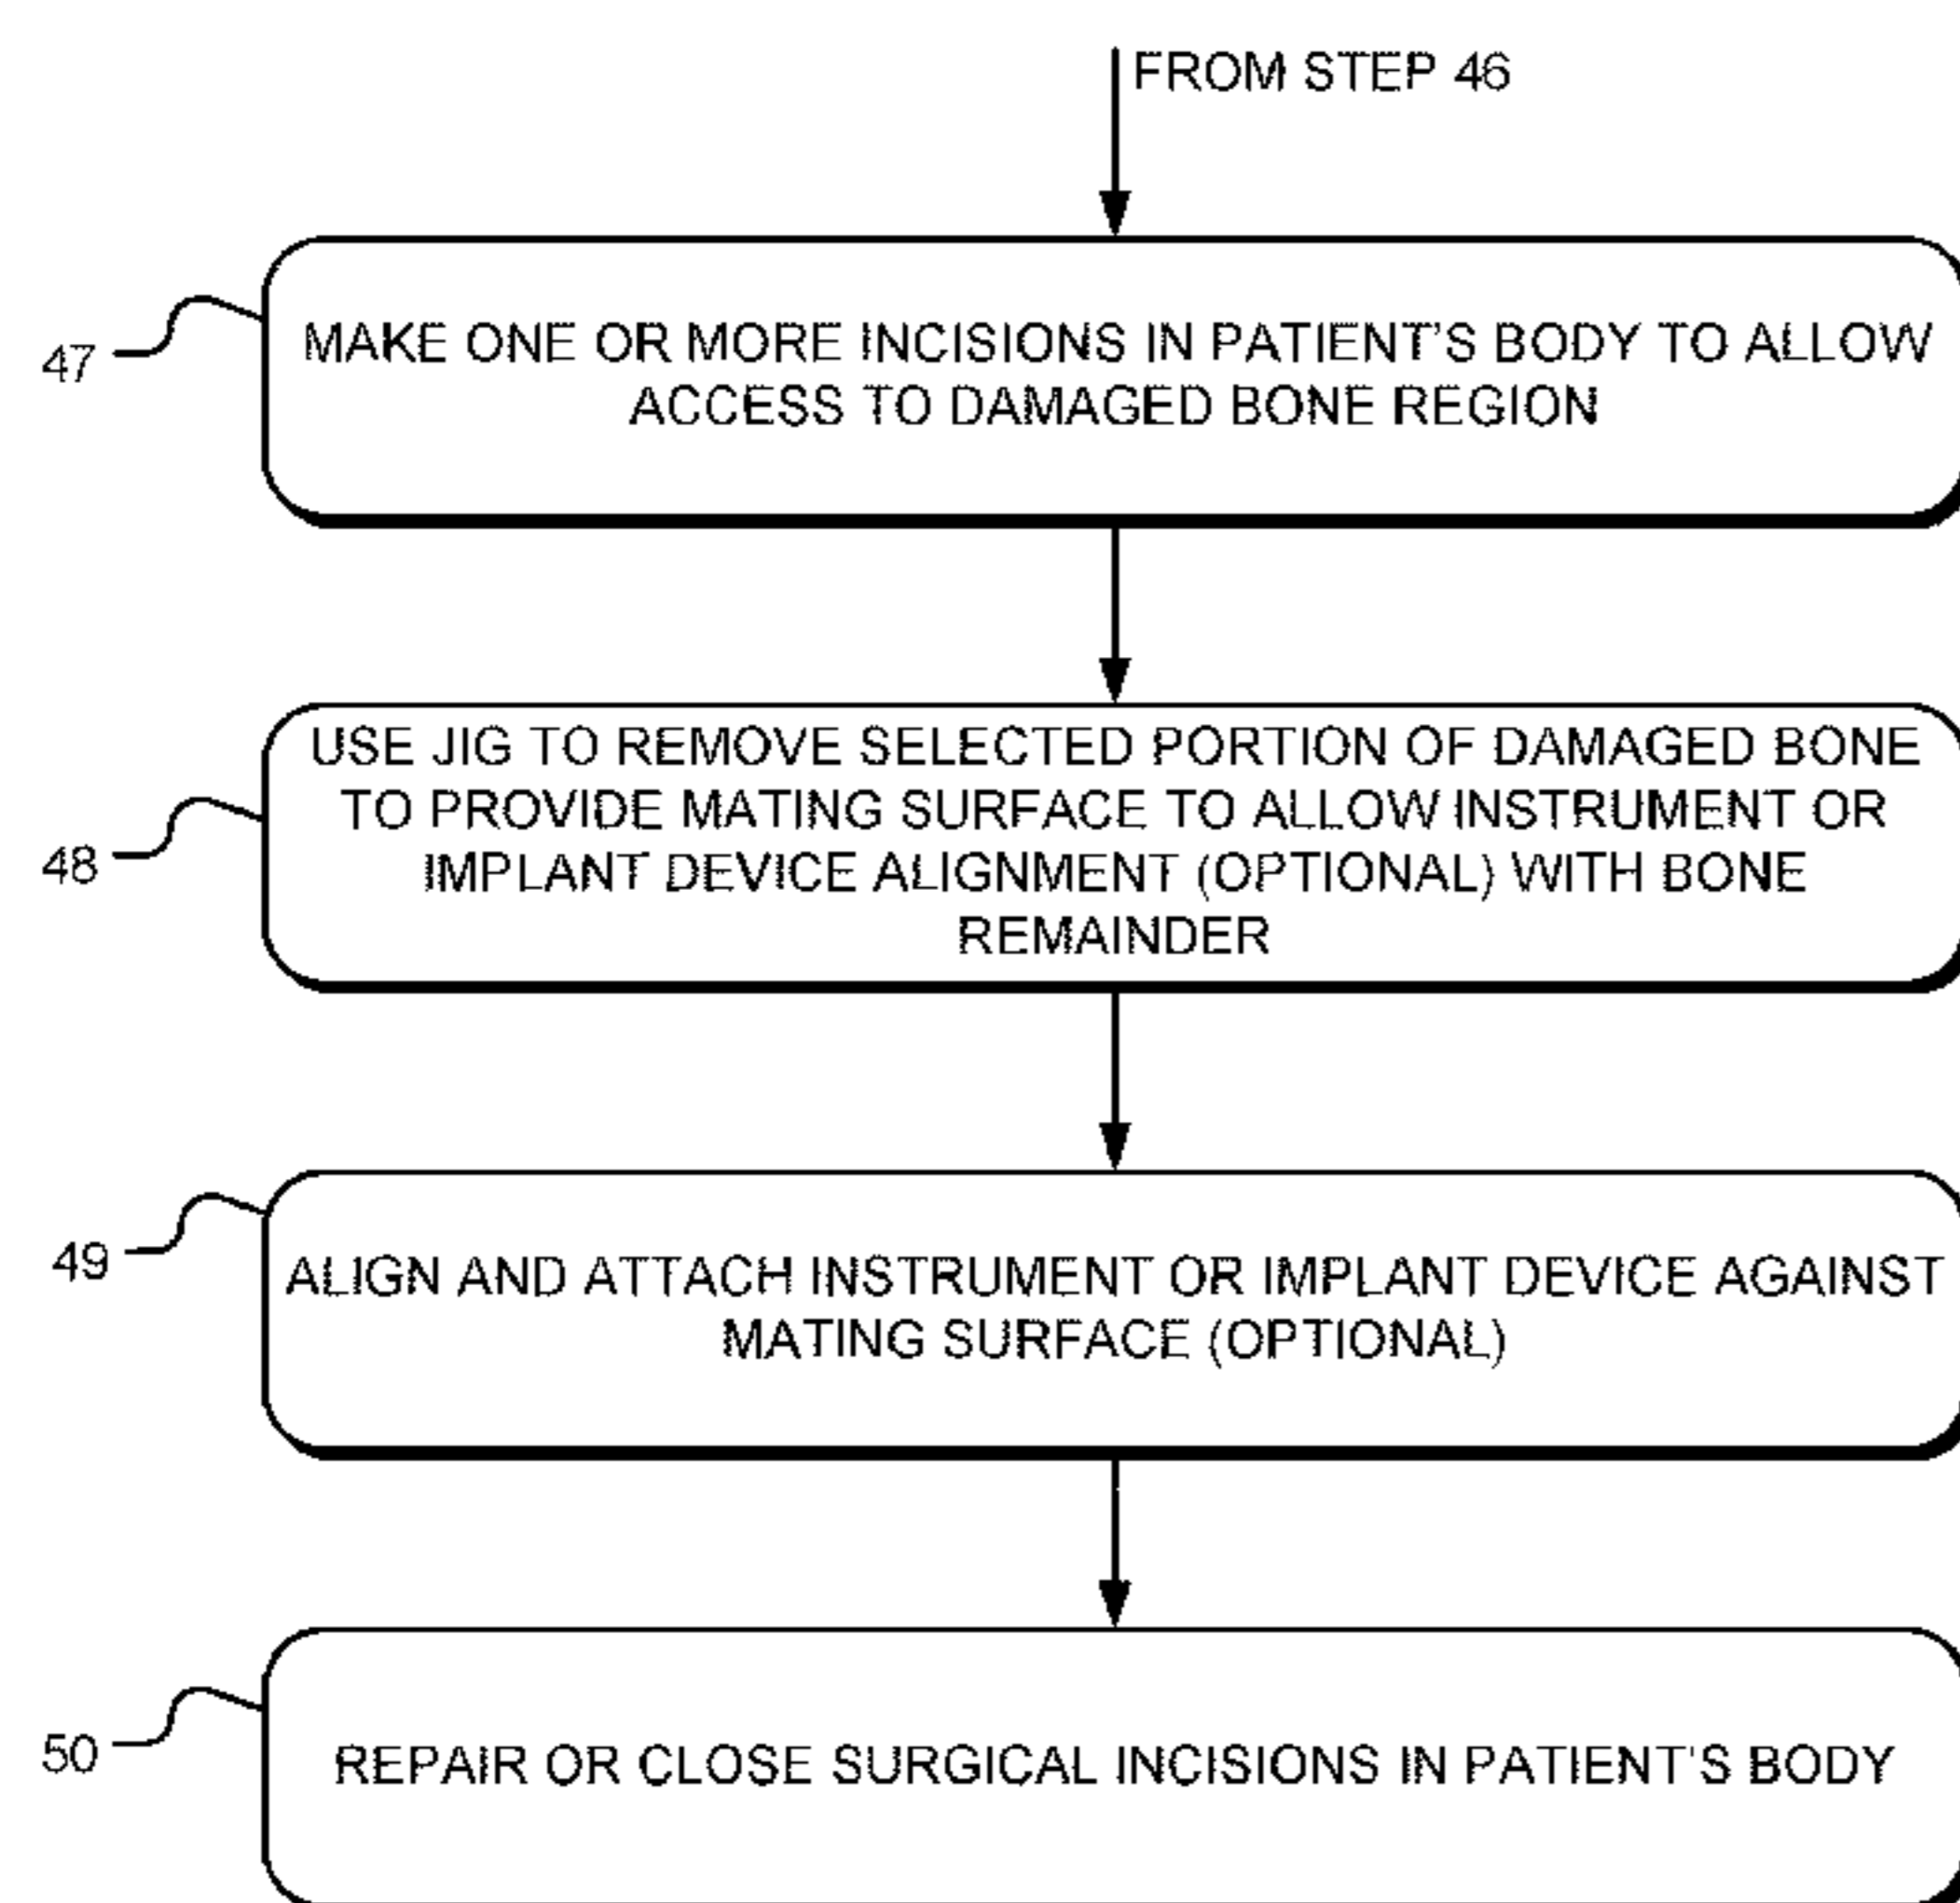 FROM STEP 46
47
MAKE ONE OR MORE INCISIONS IN PATIENT'S BODY TO ALLOW
ACCESS TO DAMAGED BONE REGION
48
USE JIG TO REMOVE SELECTED PORTION OF DAMAGED BONE
TO PROVIDE MATING SURFACE TO ALLOW INSTRUMENT OR
IMPLANT DEVICE ALIGNMENT (OPTIONAL) WITH BONE
REMAINDER
49
ALIGN AND ATTACH INSTRUMENT OR IMPLANT DEVICE AGAINST
MATING SURFACE (OPTIONAL)
50
REPAIR OR CLOSE SURGICAL INCISIONS IN PATIENT'S BODY